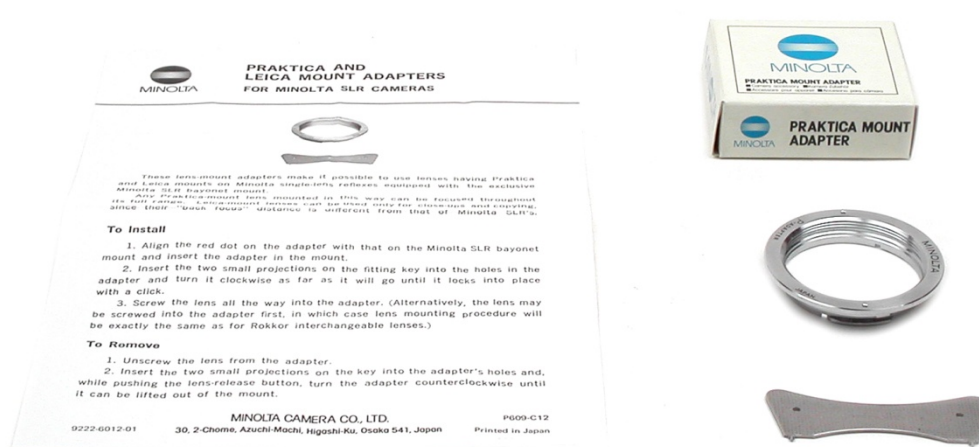 MINOLTA
PRAKTICA AND
LEICA MOUNT ADAPTERS
FOR MINOLTA SLR CAMERAS
These lens-mount adapters make it possible to use lenses having Praktica
and Leica mounts on Minolta single-lens reflexes equipped with the exclusive
Minolta SLR bayonet mount.
Any Praktica-mount lens mounted in this way can be focused throughout
its full range. Leica-mount lenses can be used only for close-ups and copying,
since their "back focus" distance is different from that of Minolta SLR's.
To Install
1. Align the red dot on the adapter with that on the Minolta SLR bayonet
mount and insert the adapter in the mount.
2. Insert the two small projections on the fitting key into the holes in the
adapter and turn it clockwise as far as it will go until it locks into place
with a click.
3. Screw the lens all the way into the adapter. (Alternatively, the lens may
be screwed into the adapter first, in which case lens mounting procedure will
be exactly the same as for Rokkor interchangeable lenses.)
To Remove
1. Unscrew the lens from the adapter.
2. Insert the two small projections on the key into the adapter's holes and,
while pushing the lens-release button, turn the adapter counterclockwise until
it can be lifted out of the mount.
MINOLTA CAMERA CO., LTD.
30, 2-Chome, Azuchi-Machi, Higashi-Ku, Osaka 541, Japan
9222-6012-01
P609-C12
Printed in Japan
MINOLTA
PRAKTICA MOUNT ADAPTER
MINOLTA
PRAKTICA MOUNT
ADAPTER
MINOLTA
JAPAN